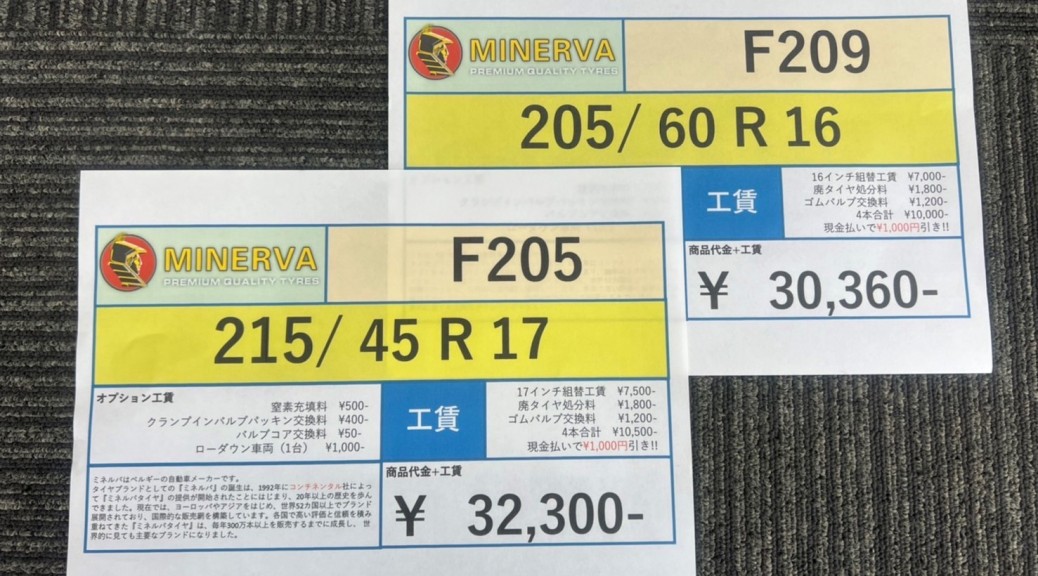 MINERVA
PREMIUM QUALITY TYRES
F209
205/ 60 R 16
工賃
16インチ組替工賃 ¥7,000-
廃タイヤ処分料 ¥1,800-
ゴムバルブ交換料 ¥1,200-
4本合計 ¥10,000-
現金払いで¥1,000円引き!!
商品代金+工賃
¥ 30,360-
MINERVA
PREMIUM QUALITY TYRES
F205
215/ 45 R 17
オプション工賃
窒素充填料 ¥500-
クランプインバルブパッキン交換料 ¥400-
バルブコア交換料 ¥50-
ローダウン車両（1台） ¥1,000-
工賃
17インチ組替工賃 ¥7,500-
廃タイヤ処分料 ¥1,800-
ゴムバルブ交換料 ¥1,200-
4本合計 ¥10,500-
現金払いで¥1,000円引き!!
ミネルバはベルギーの自動車メーカーです。
タイヤブランドとしての『ミネルバ』の誕生は、1992年にコンチネンタル社によっ
て『ミネルバタイヤ』の提供が開始されたことにはじまり、20年以上の歴史を歩ん
できました。現在では、ヨーロッパやアジアをはじめ、世界52カ国以上でブランド
展開されており、国際的な販売網を構築しています。各国で高い評価と信頼を積み
重ねてきた『ミネルバタイヤ』は、毎年300万本以上を販売するまでに成長し、世
界的に見ても主要なブランドになりました。
商品代金+工賃
¥ 32,300-